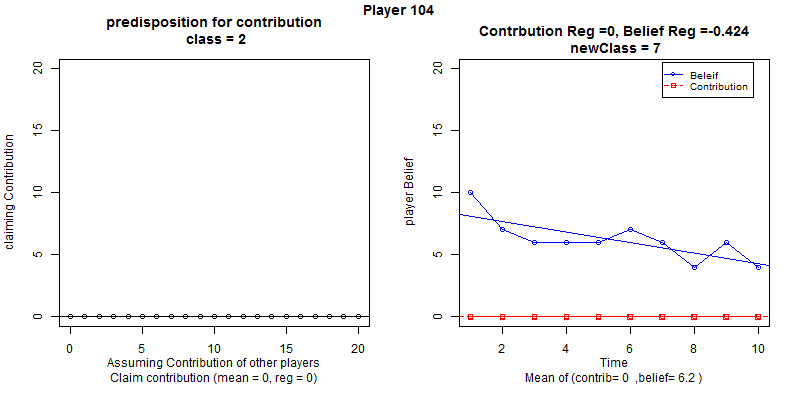 Player 104
predisposition for contribution
class = 2
claiming Contribution
20
15
10
5
0
0 5 10 15 20
Assuming Contribution of other players
Claim contribution (mean = 0, reg = 0)
Contrbution Reg =0, Belief Reg =-0.424
newClass = 7
Beleif
Contribution
player Belief
20
15
10
5
0
2 4 6 8 10
Time
Mean of (contrib= 0 ,belief= 6.2 )